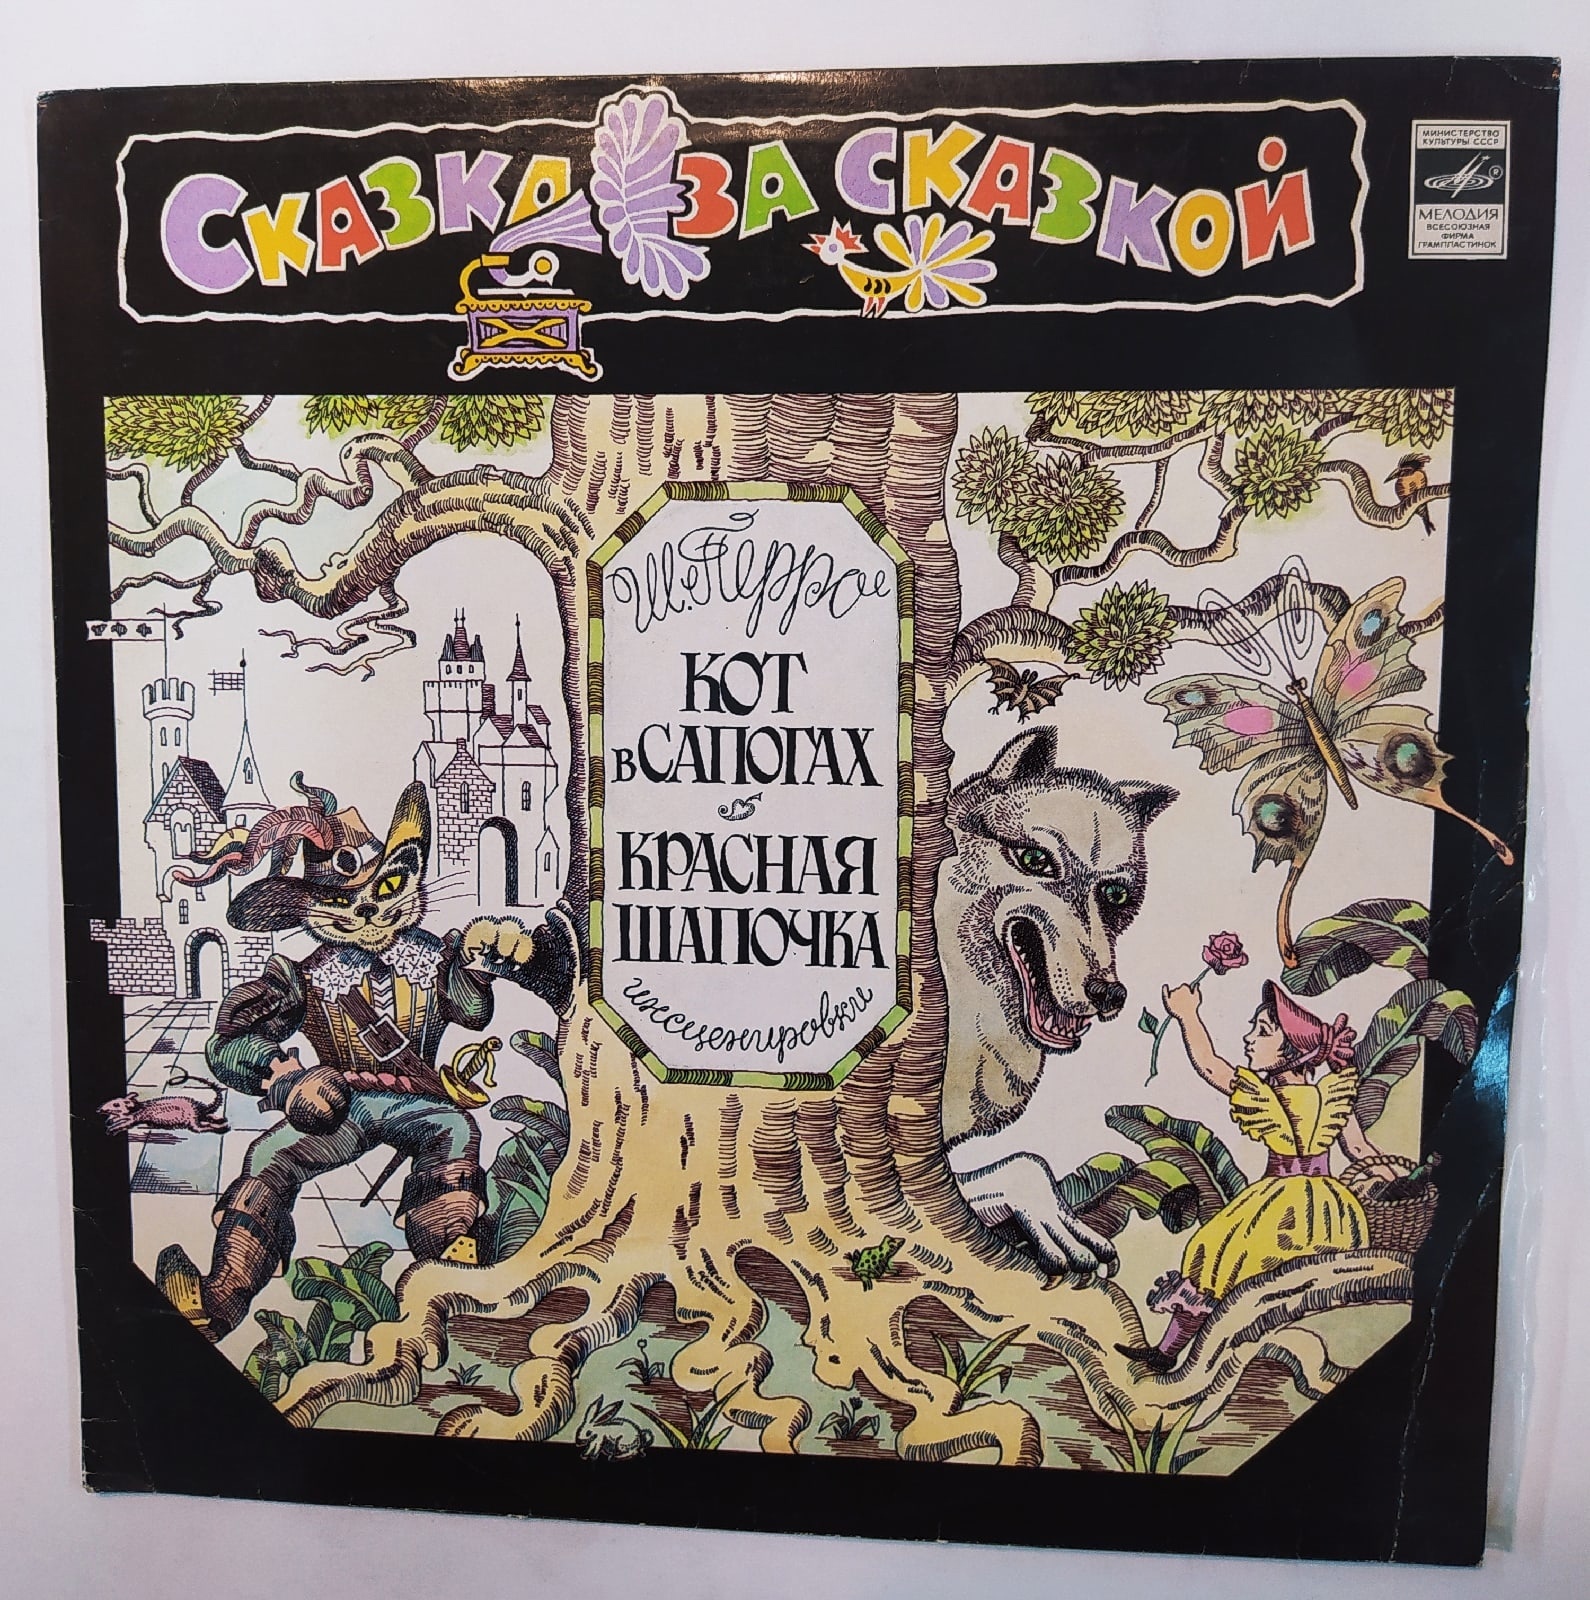 Сказка за сказкой
МИНИСТЕРСТВО
КУЛЬТУРЫ СССР
®
МЕЛОДИЯ
ВСЕСОЮЗНАЯ
ФИРМА
ГРАМПЛАСТИНОК
Ш. Перро
КОТ
в САПОГАХ
КРАСНАЯ
ШАПОЧКА
инсценировки